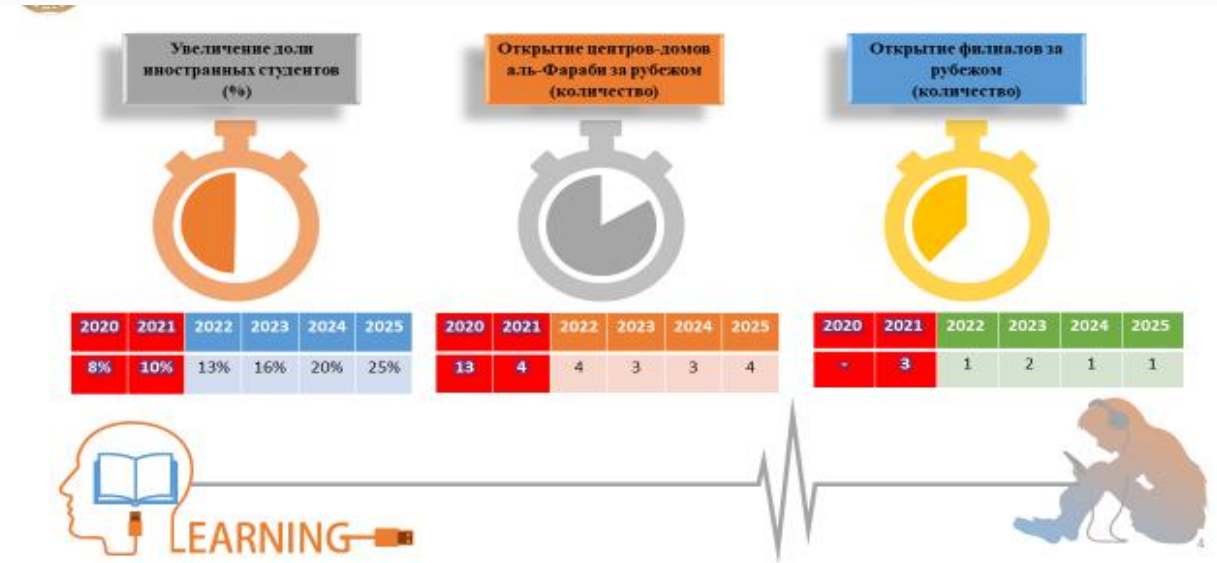 Увеличение доли
иностранных студентов
(%)
Открытие центров-домов
аль-Фараби за рубежом
(количество)
Открытие филиалов за
рубежом
(количество)
2020 2021 2022 2023 2024 2025
8% 10% 13% 16% 20% 25%
2020 2021 2022 2023 2024 2025
13 4 4 3 3 4
2020 2021 2022 2023 2024 2025
- 3 1 2 1 1
LEARNING
4